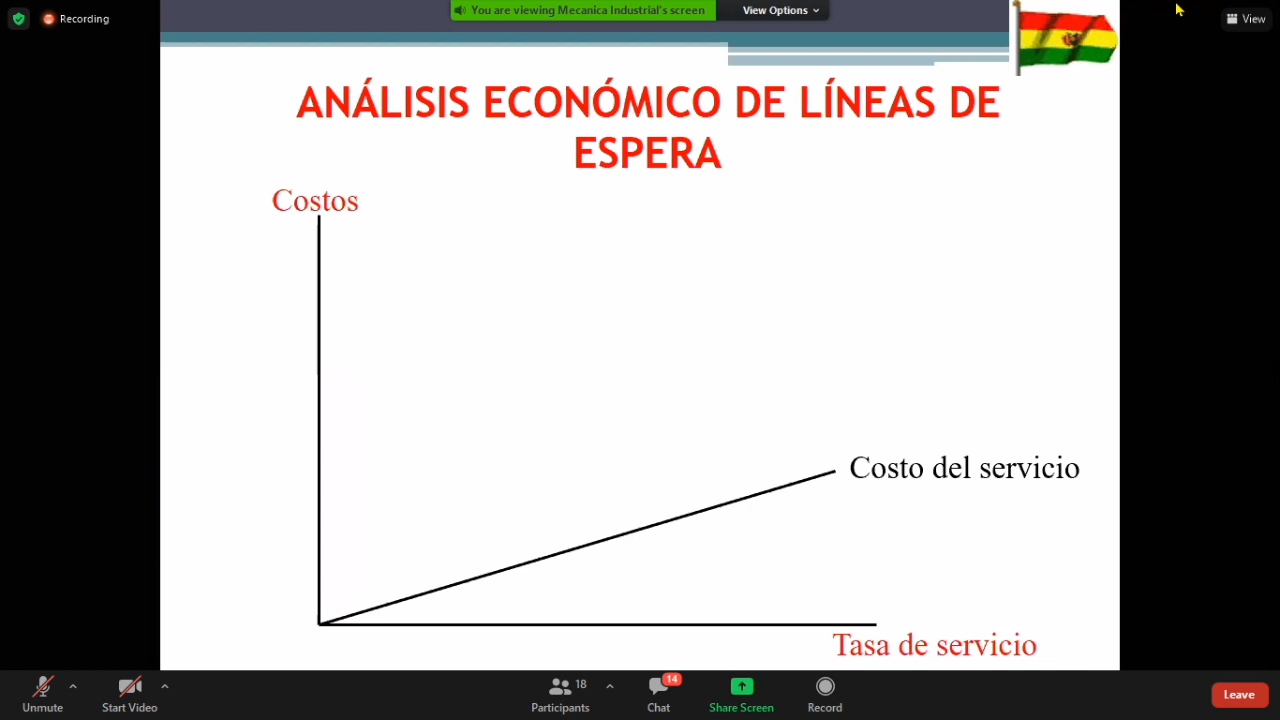 Recording
You are viewing Mecanica Industrial's screen
View Options
View
ANÁLISIS ECONÓMICO DE LÍNEAS DE
ESPERA
Costos
Costo del servicio
Tasa de servicio
Unmute
Start Video
18
Participants
14
Chat
Share Screen
Record
Leave